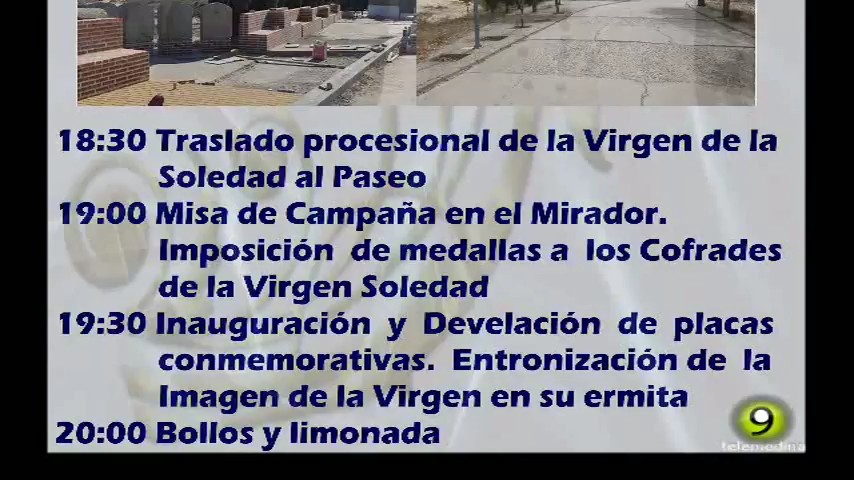 18:30 Traslado procesional de la Virgen de la
Soledad al Paseo
19:00 Misa de Campaña en el Mirador.
Imposición de medallas a los Cofrades
de la Virgen Soledad
19:30 Inauguración y Develación de placas
conmemorativas. Entronización de la
Imagen de la Virgen en su ermita
20:00 Bollos y limonada
9
telemedina